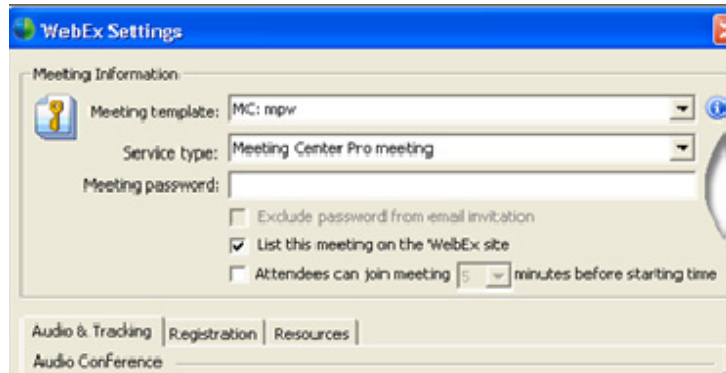 WebEx Settings
Meeting Information
Meeting template: MC: mpw
Service type: Meeting Center Pro meeting
Meeting password:
Exclude password from email invitation
List this meeting on the WebEx site
Attendees can join meeting 5 minutes before starting time
Audio & Tracking Registration Resources
Audio Conference